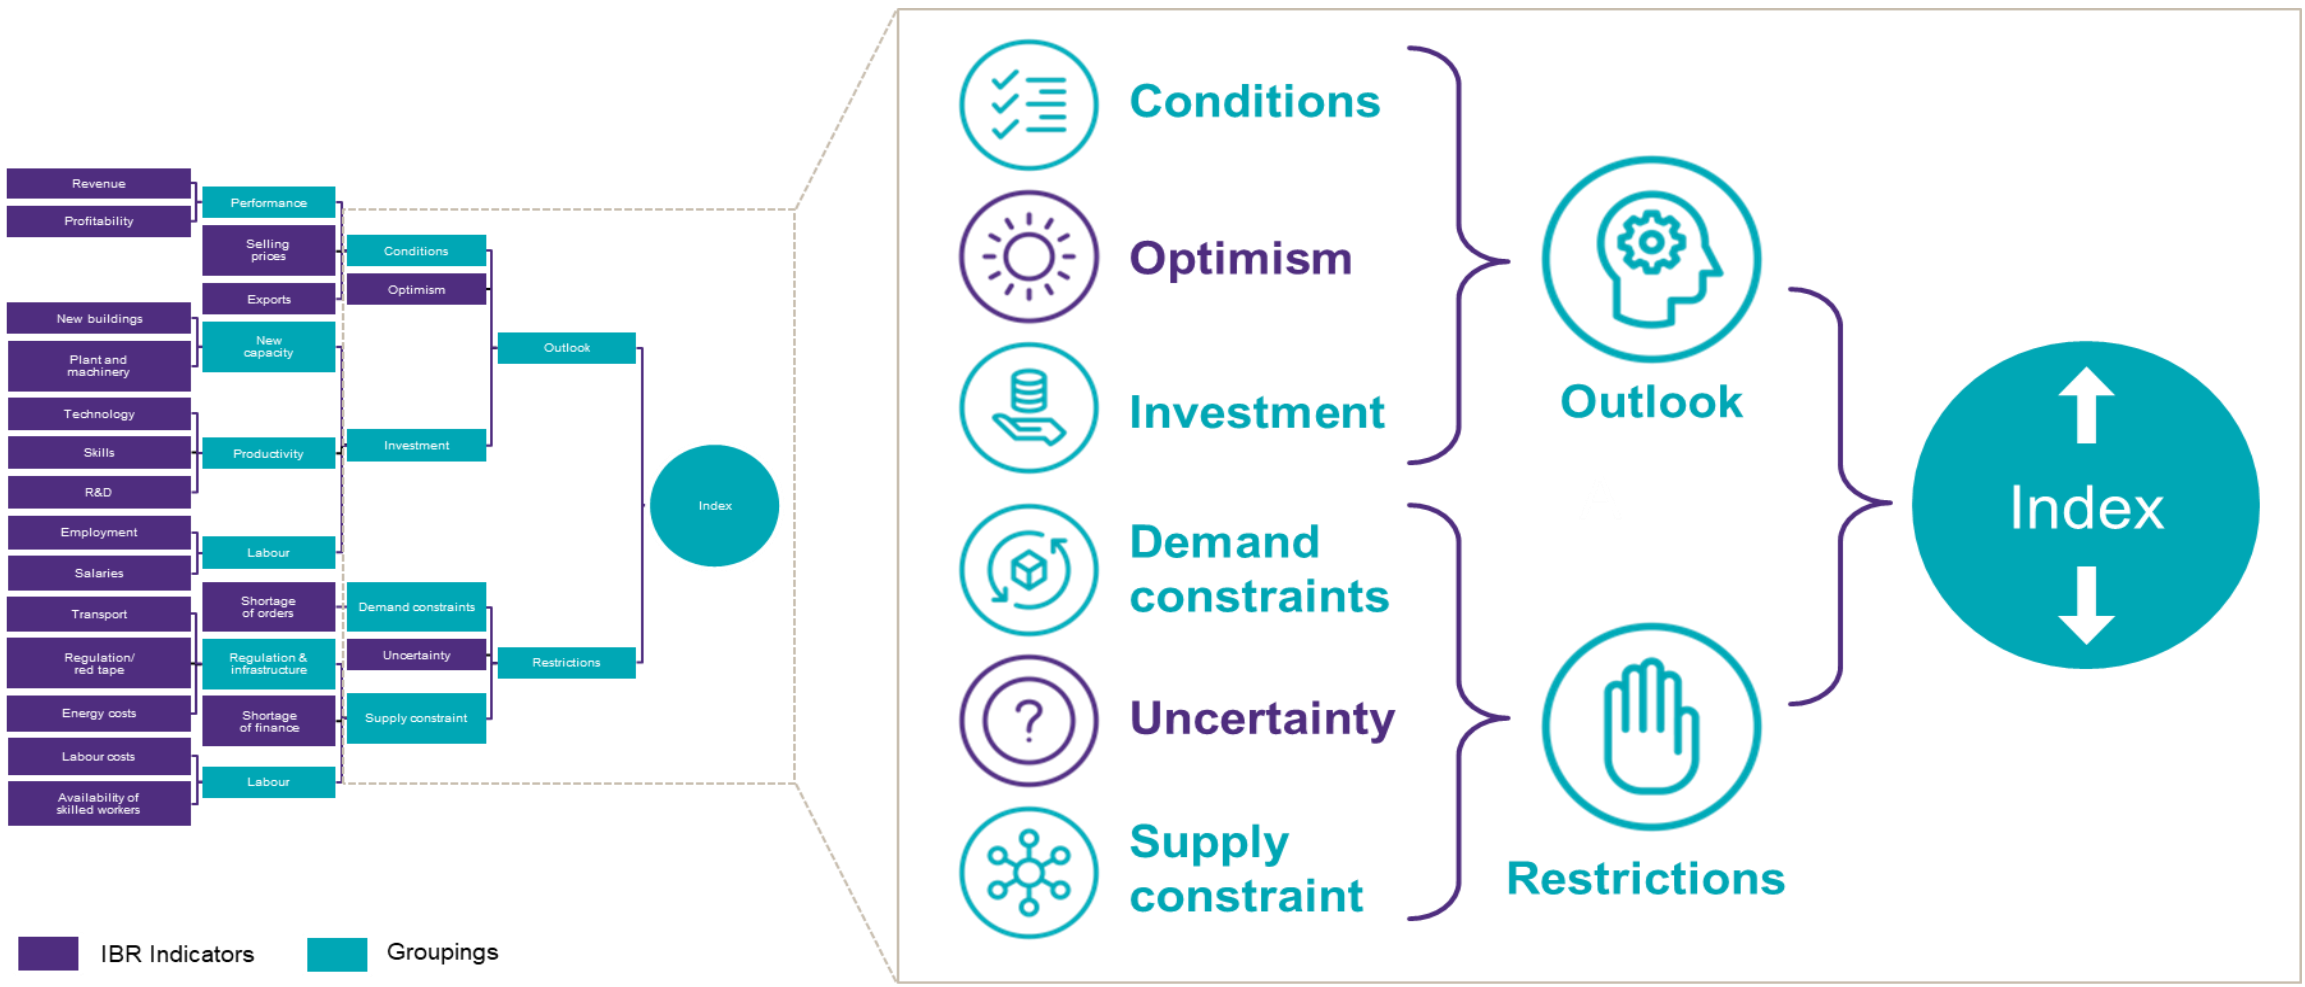 Revenue
Profitability
Performance
Selling
prices
Exports
New buildings
Plant and
machinery
New
capacity
Technology
Skills
R&D
Productivity
Employment
Salaries
Labour
Transport
Regulation/
red tape
Energy costs
Labour costs
Availability of
skilled workers
Shortage
of orders
Regulation &
infrastructure
Shortage
of finance
Labour
Conditions
Optimism
Investment
Demand constraints
Uncertainty
Supply constraint
Outlook
Restrictions
Index
IBR Indicators
Groupings
Conditions
Optimism
Investment
Demand
constraints
Uncertainty
Supply
constraint
Outlook
Restrictions
?
Index